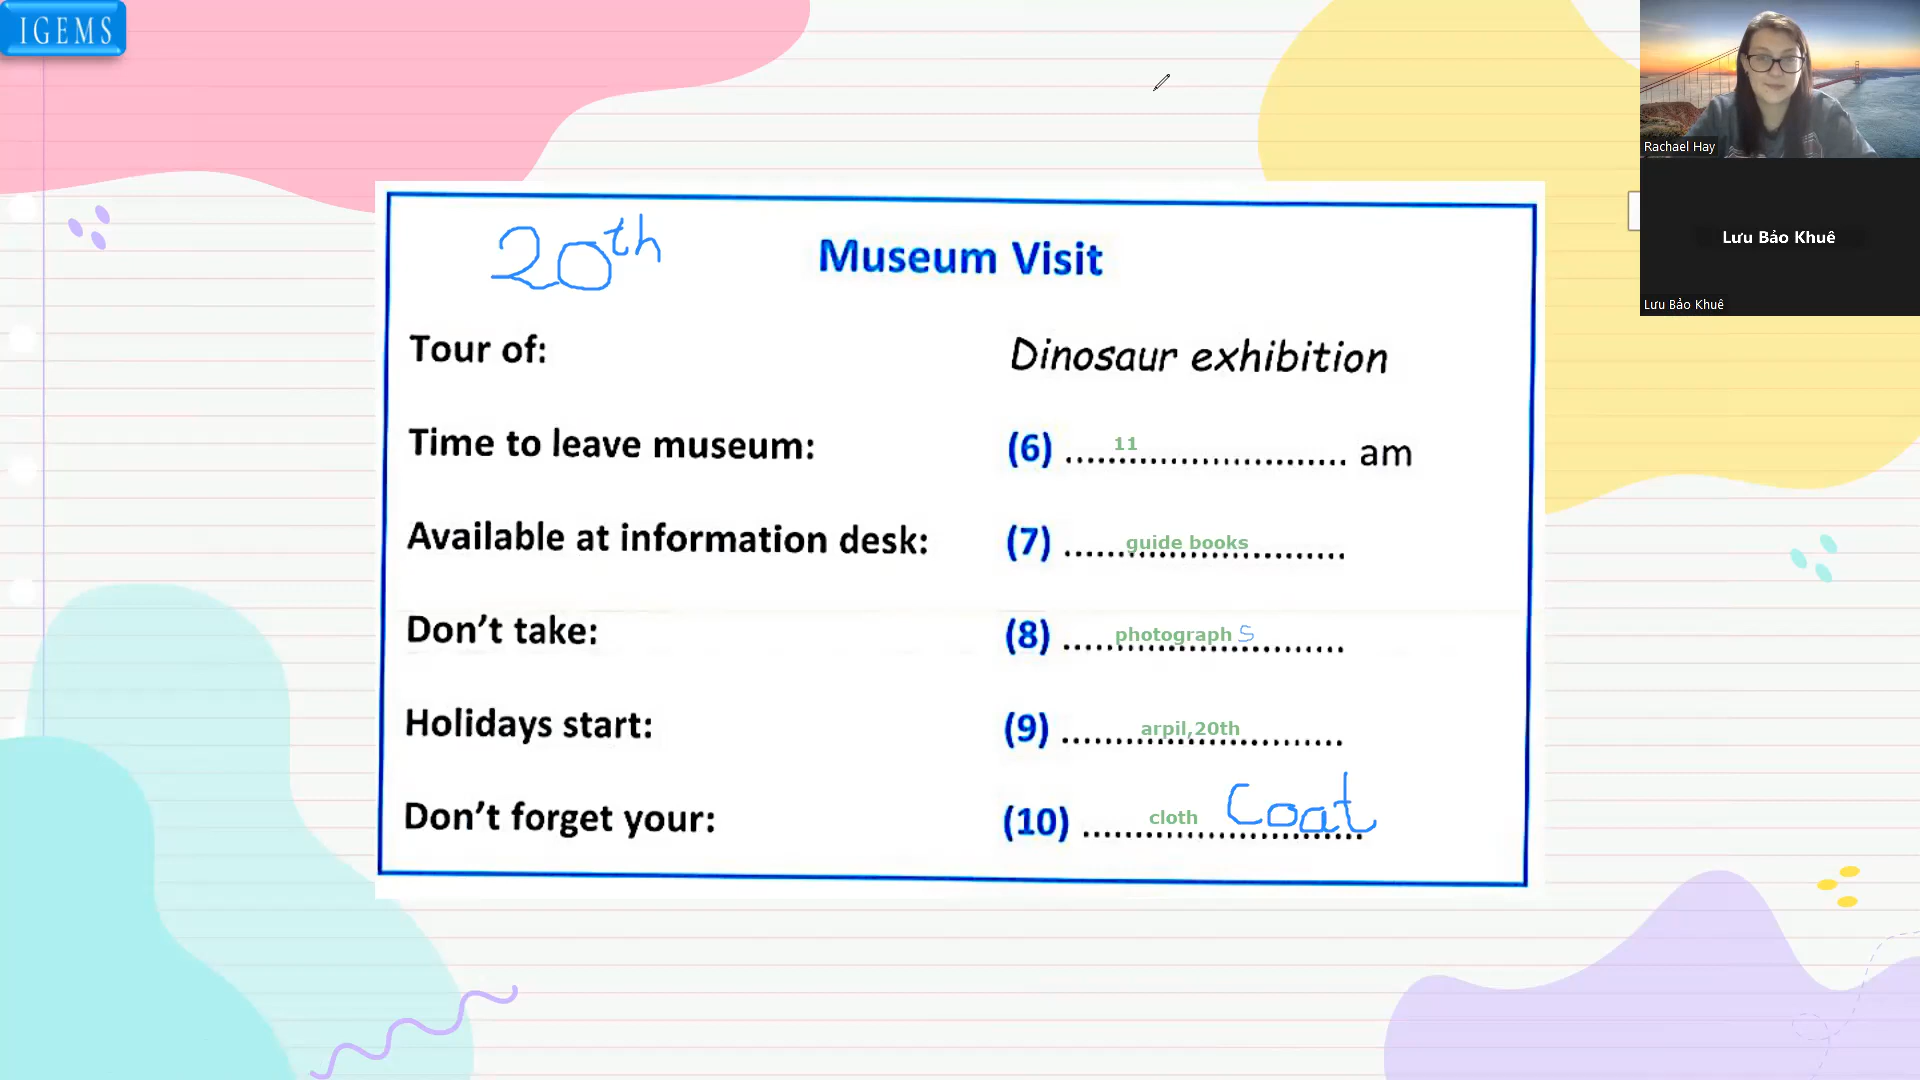 IGEMS
Rachael Hay
Lưu Bảo Khuê
Lưu Bảo Khuê
20th
Museum Visit
Tour of: Dinosaur exhibition
Time to leave museum: (6) ....11.................... am
Available at information desk: (7) .....guide books.........
Don't take: (8) .....photographs.........
Holidays start: (9) .......arpil,20th.........
Don't forget your: (10) .....cloth Coat.........